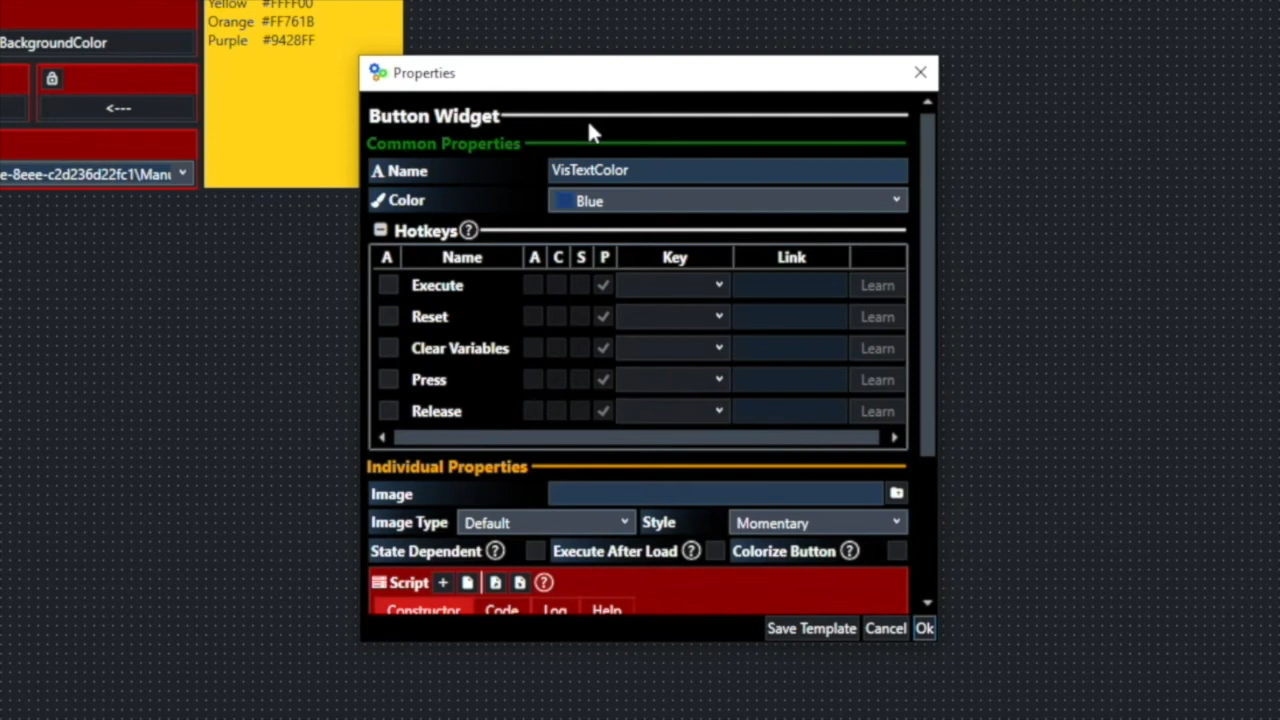 Yellow #FFFF00
Orange #FF761B
Purple #9428FF
BackgroundColor
<---
e-8eee-c2d236d22fc1\Manu
Properties
Button Widget
Common Properties
Name VisTextColor
Color Blue
Hotkeys ?
A Name A C S P Key Link
Execute Learn
Reset Learn
Clear Variables Learn
Press Learn
Release Learn
Individual Properties
Image
Image Type Default Style Momentary
State Dependent ? Execute After Load ? Colorize Button ?
Script + ?
Constructor Code Log Help
Save Template Cancel Ok